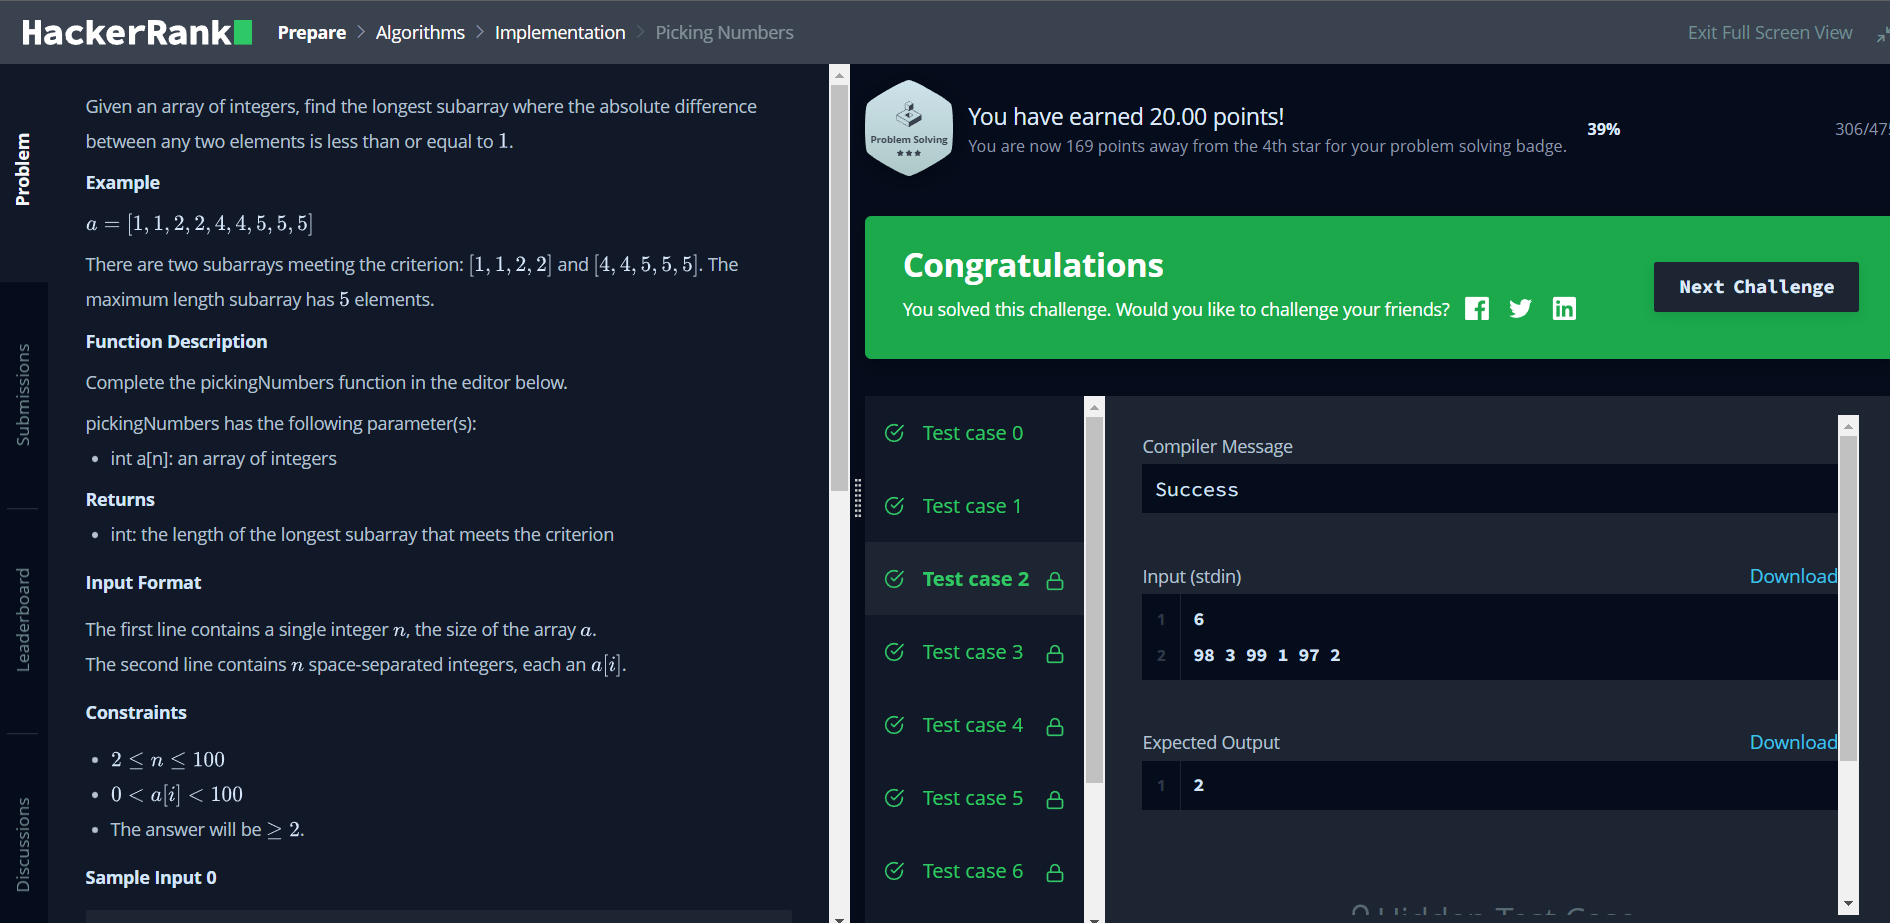 HackerRank Prepare > Algorithms > Implementation > Picking Numbers Exit Full Screen View
Problem
Submissions
Leaderboard
Discussions
Given an array of integers, find the longest subarray where the absolute difference
between any two elements is less than or equal to 1.
Example
a = [1, 1, 2, 2, 4, 4, 5, 5, 5]
There are two subarrays meeting the criterion: [1, 1, 2, 2] and [4, 4, 5, 5, 5]. The
maximum length subarray has 5 elements.
Function Description
Complete the pickingNumbers function in the editor below.
pickingNumbers has the following parameter(s):
• int a[n]: an array of integers
Returns
• int: the length of the longest subarray that meets the criterion
Input Format
The first line contains a single integer n, the size of the array a.
The second line contains n space-separated integers, each an a[i].
Constraints
• 2 ≤ n ≤ 100
• 0 < a[i] < 100
• The answer will be ≥ 2.
Sample Input 0
Problem Solving
You have earned 20.00 points!
You are now 169 points away from the 4th star for your problem solving badge.
39%
306/475
Congratulations
You solved this challenge. Would you like to challenge your friends?
Next Challenge
Test case 0
Test case 1
Test case 2
Test case 3
Test case 4
Test case 5
Test case 6
Compiler Message
Success
Input (stdin) Download
1 6
2 98 3 99 1 97 2
Expected Output Download
1 2
Hidden Test Case